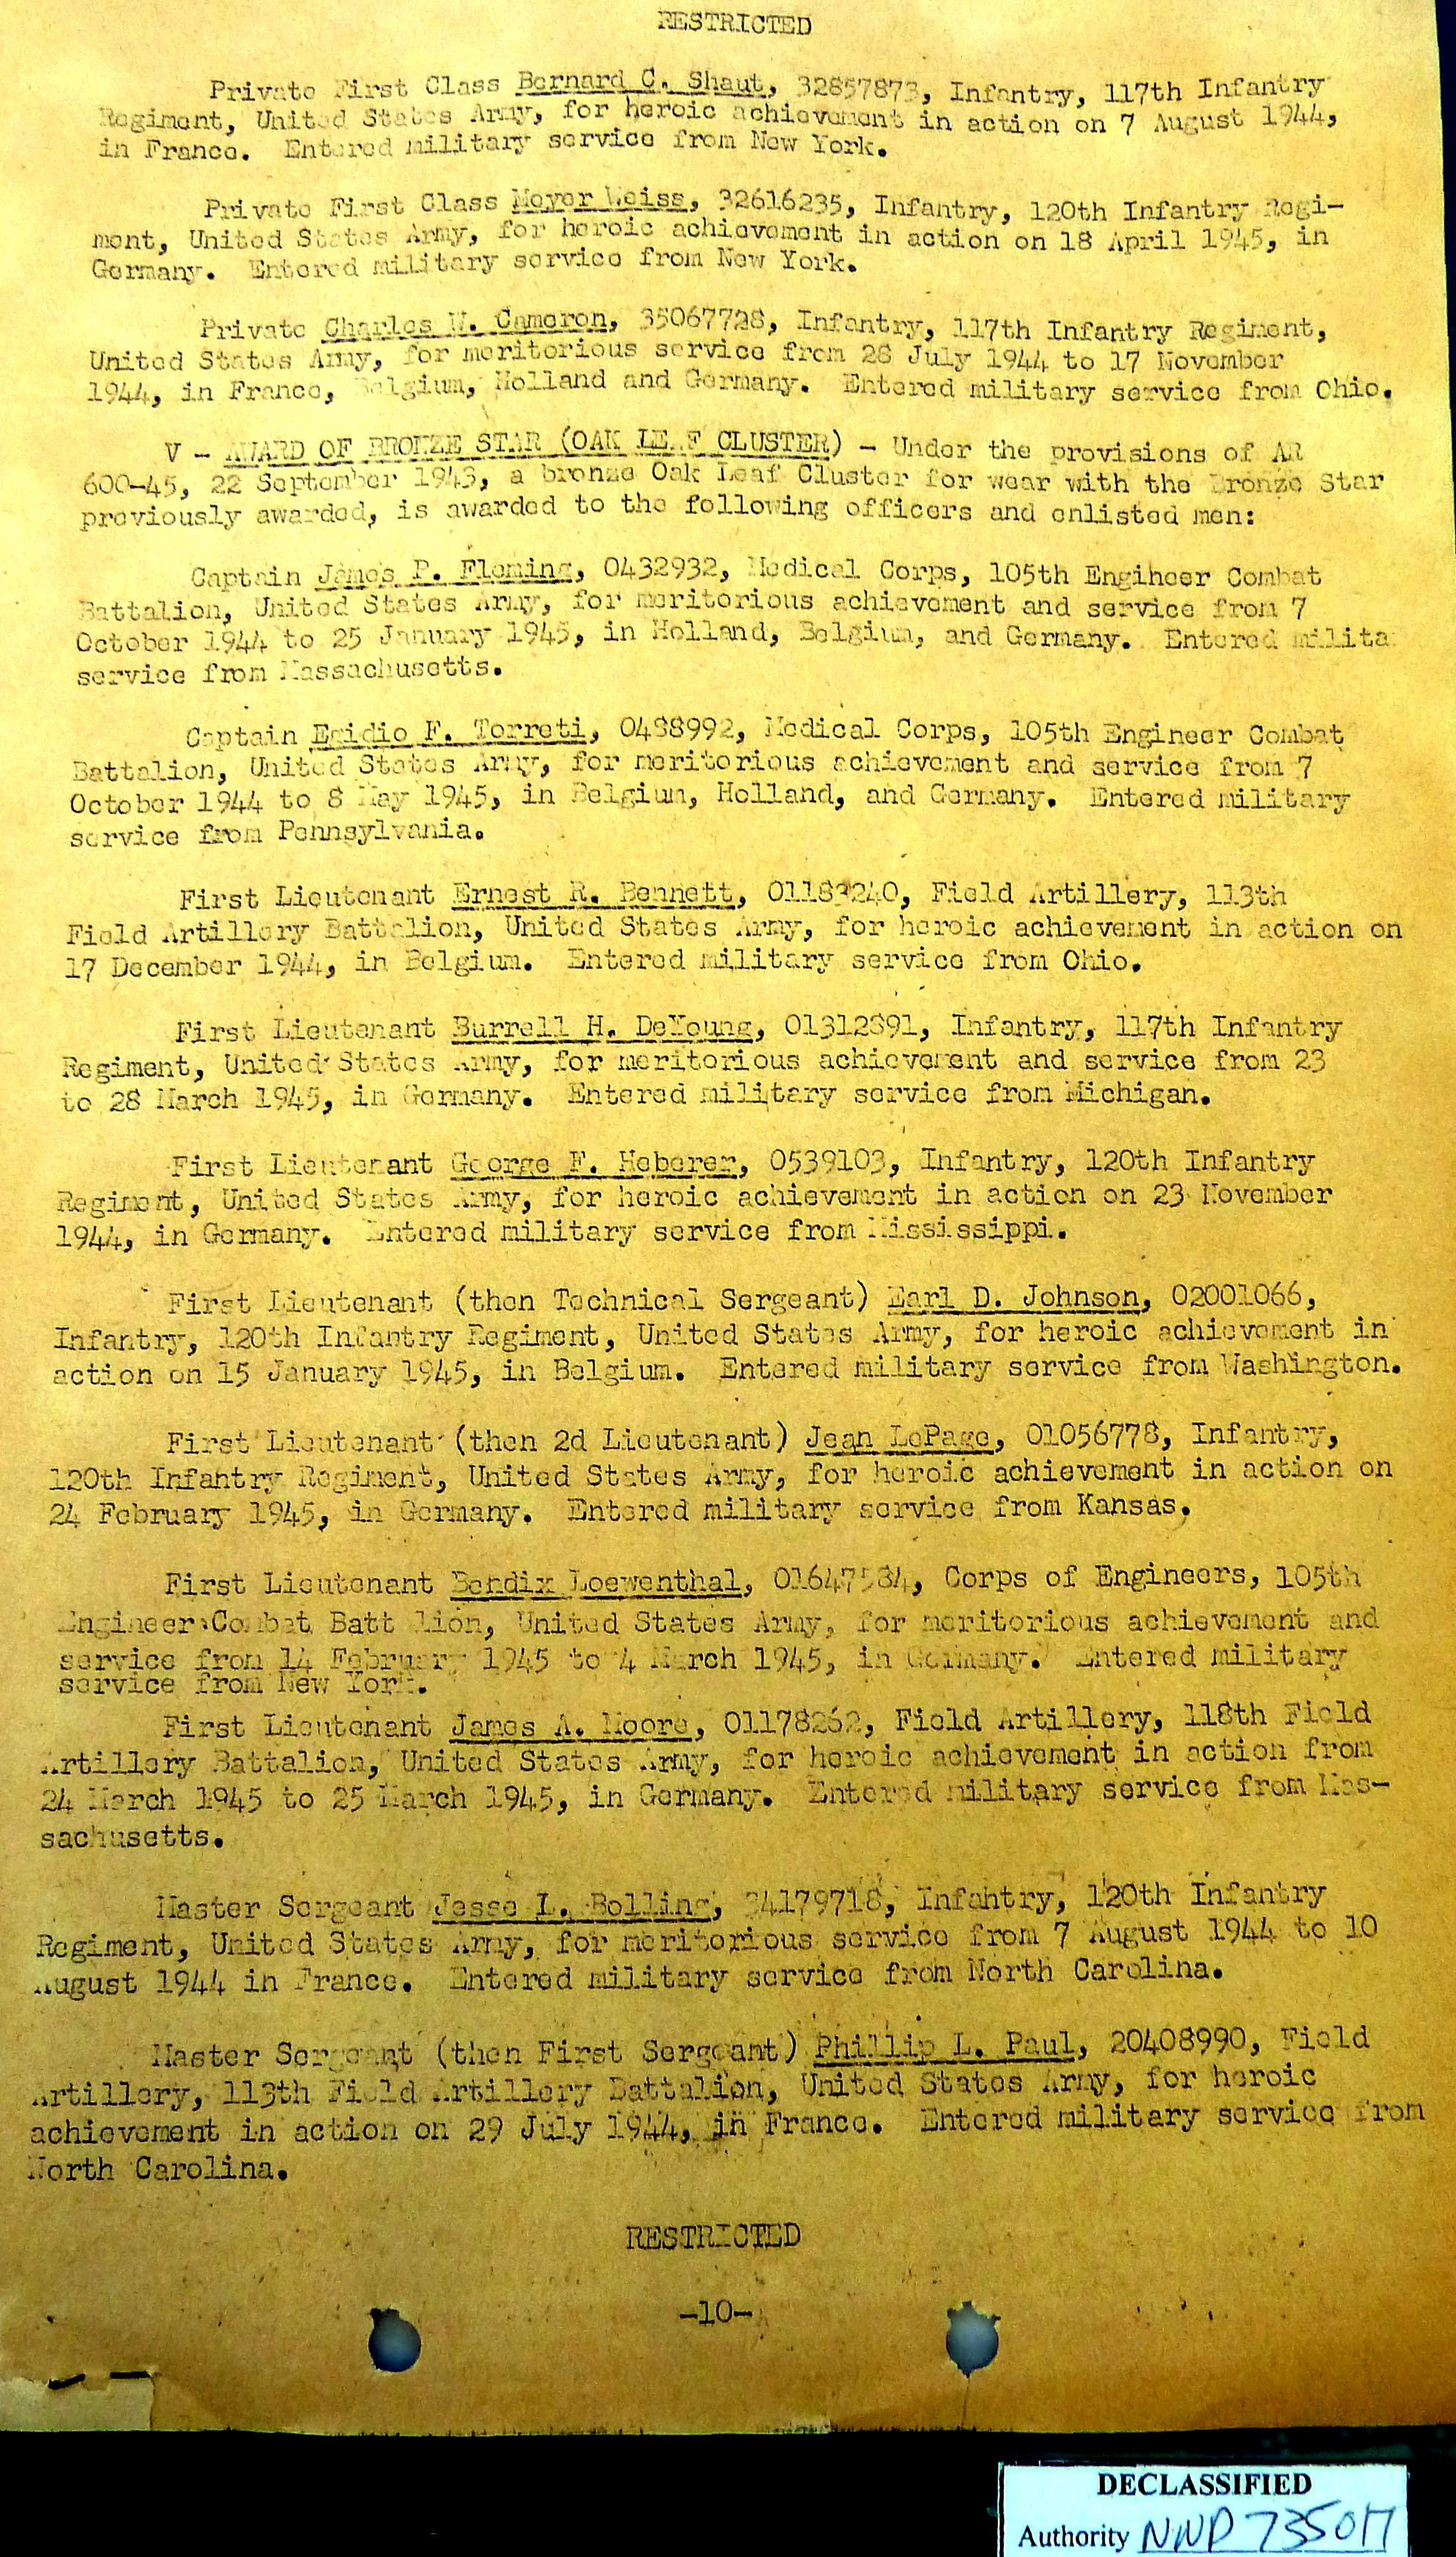 RESTRICTED
Private First Class Bernard C. Shaut, 32857873, Infantry, 117th Infantry
Regiment, United States Army, for heroic achievement in action on 7 August 1944,
in France. Entered military service from New York.
Private First Class Meyer Weiss, 32616235, Infantry, 120th Infantry Regi-
ment, United States Army, for heroic achievement in action on 18 April 1945, in
Germany. Entered military service from New York.
Private Charles W. Cameron, 35067728, Infantry, 117th Infantry Regiment,
United States Army, for meritorious service from 28 July 1944 to 17 November
1944, in France, Belgium, Holland and Germany. Entered military service from Ohio.
V - AWARD OF BRONZE STAR (OAK LEAF CLUSTER) - Under the provisions of AR
600-45, 22 September 1943, a bronze Oak Leaf Cluster for wear with the Bronze Star
previously awarded, is awarded to the following officers and enlisted men:
Captain James P. Fleming, 0432932, Medical Corps, 105th Engineer Combat
Battalion, United States Army, for meritorious achievement and service from 7
October 1944 to 25 January 1945, in Holland, Belgium, and Germany. Entered milita
service from Massachusetts.
Captain Egidio F. Torreti, 0488992, Medical Corps, 105th Engineer Combat
Battalion, United States Army, for meritorious achievement and service from 7
October 1944 to 8 May 1945, in Belgium, Holland, and Germany. Entered military
service from Pennsylvania.
First Lieutenant Ernest R. Bennett, 01183240, Field Artillery, 113th
Field Artillery Battalion, United States Army, for heroic achievement in action on
17 December 1944, in Belgium. Entered military service from Ohio.
First Lieutenant Burrell H. DeYoung, 01312891, Infantry, 117th Infantry
Regiment, United States Army, for meritorious achievement and service from 23
to 28 March 1945, in Germany. Entered military service from Michigan.
First Lieutenant George F. Heberer, 0539103, Infantry, 120th Infantry
Regiment, United States Army, for heroic achievement in action on 23 November
1944, in Germany. Entered military service from Mississippi.
First Lieutenant (then Technical Sergeant) Earl D. Johnson, 02001066,
Infantry, 120th Infantry Regiment, United States Army, for heroic achievement in
action on 15 January 1945, in Belgium. Entered military service from Washington.
First Lieutenant (then 2d Lieutenant) Jean LePage, 01056778, Infantry,
120th Infantry Regiment, United States Army, for heroic achievement in action on
24 February 1945, in Germany. Entered military service from Kansas.
First Lieutenant Bendix Loewenthal, 01647584, Corps of Engineers, 105th
Engineer Combat Battalion, United States Army, for meritorious achievement and
service from 14 February 1945 to 4 March 1945, in Germany. Entered military
service from New York.
First Lieutenant James A. Moore, 01178262, Field Artillery, 118th Field
Artillery Battalion, United States Army, for heroic achievement in action from
24 March 1945 to 25 March 1945, in Germany. Entered military service from Mas-
sachusetts.
Master Sergeant Jesse L. Bolling, 34179718, Infantry, 120th Infantry
Regiment, United States Army, for meritorious service from 7 August 1944 to 10
August 1944 in France. Entered military service from North Carolina.
Master Sergeant (then First Sergeant) Phillip L. Paul, 20408990, Field
Artillery, 113th Field Artillery Battalion, United States Army, for heroic
achievement in action on 29 July 1944, in France. Entered military service from
North Carolina.
RESTRICTED
-10-
DECLASSIFIED
Authority NND 735017